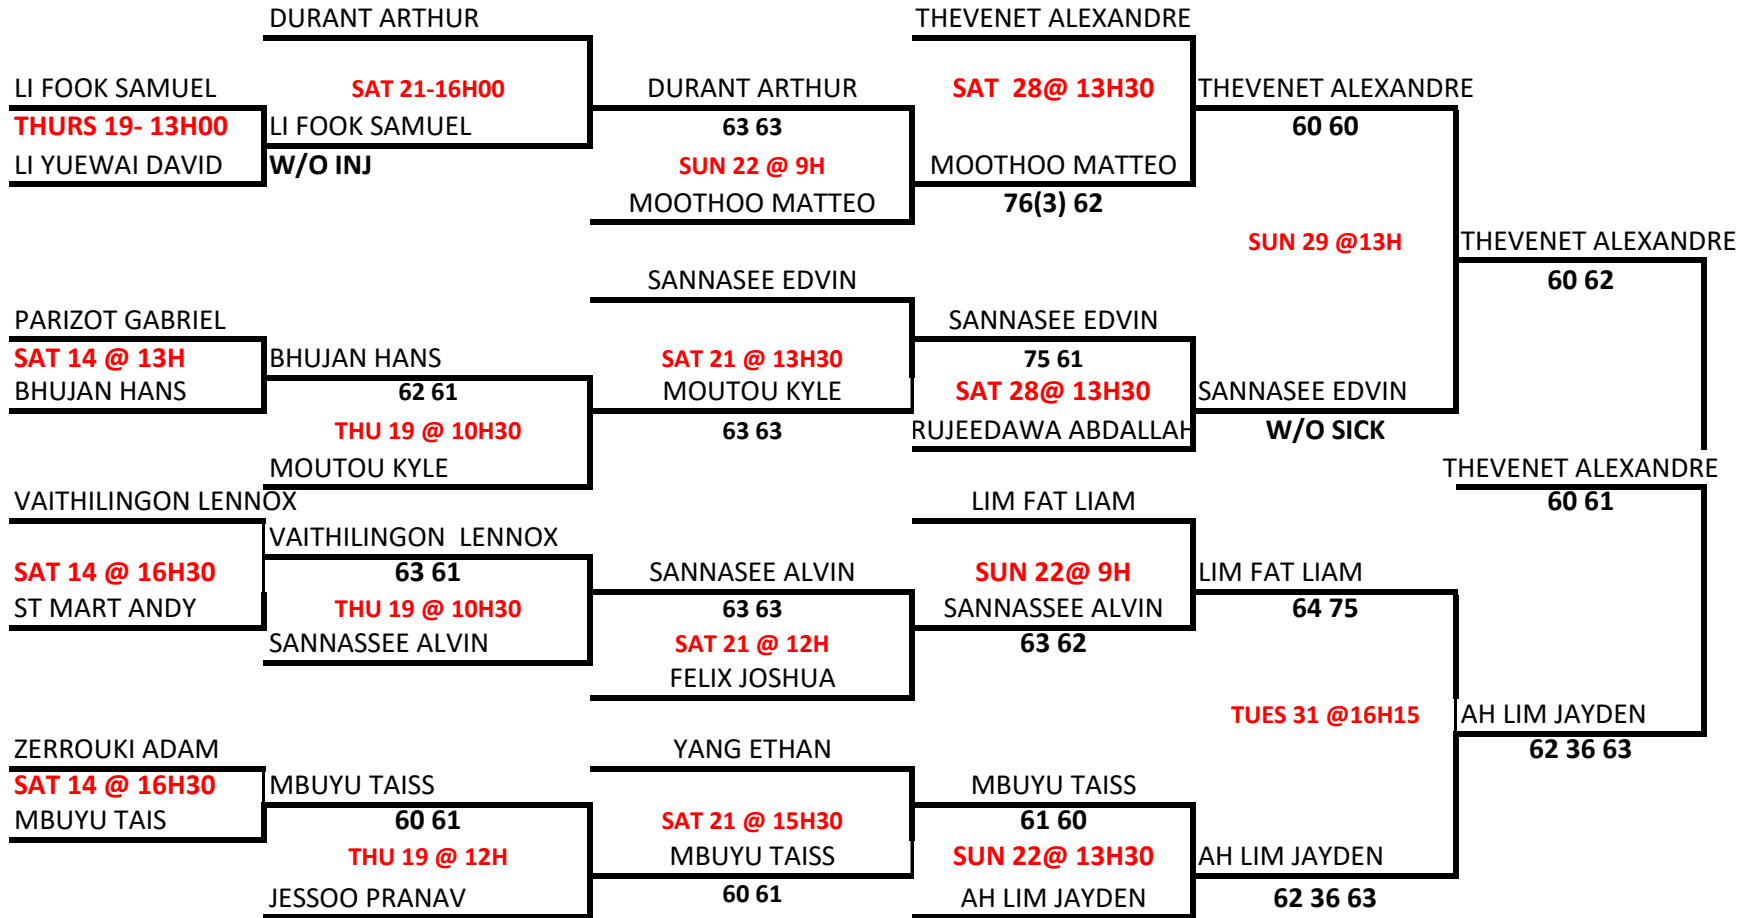 DURANT ARTHUR THEVENET ALEXANDRE
LI FOOK SAMUEL SAT 21-16H00 DURANT ARTHUR SAT 28@ 13H30 THEVENET ALEXANDRE
THURS 19- 13H00 LI FOOK SAMUEL 63 63 60 60
LI YUEWAI DAVID W/O INJ SUN 22 @ 9H MOOTHOO MATTEO
MOOTHOO MATTEO 76(3) 62
SUN 29 @13H THEVENET ALEXANDRE
SANNASEE EDVIN 60 62
PARIZOT GABRIEL SANNASEE EDVIN
SAT 14 @ 13H BHUJAN HANS SAT 21 @ 13H30 75 61
BHUJAN HANS 62 61 MOUTOU KYLE SAT 28@ 13H30 SANNASEE EDVIN
THU 19 @ 10H30 63 63 RUJEEDAWA ABDALLAH W/O SICK
MOUTOU KYLE THEVENET ALEXANDRE
VAITHILINGON LENNOX LIM FAT LIAM 60 61
VAITHILINGON LENNOX
SAT 14 @ 16H30 63 61 SANNASEE ALVIN SUN 22@ 9H LIM FAT LIAM
ST MART ANDY THU 19 @ 10H30 63 63 SANNASSEE ALVIN 64 75
SANNASSEE ALVIN SAT 21 @ 12H 63 62
FELIX JOSHUA
TUES 31 @16H15 AH LIM JAYDEN
ZERROUKI ADAM YANG ETHAN 62 36 63
SAT 14 @ 16H30 MBUYU TAISS MBUYU TAISS
MBUYU TAIS 60 61 SAT 21 @ 15H30 61 60
THU 19 @ 12H MBUYU TAISS SUN 22@ 13H30 AH LIM JAYDEN
JESSOO PRANAV 60 61 AH LIM JAYDEN 62 36 63